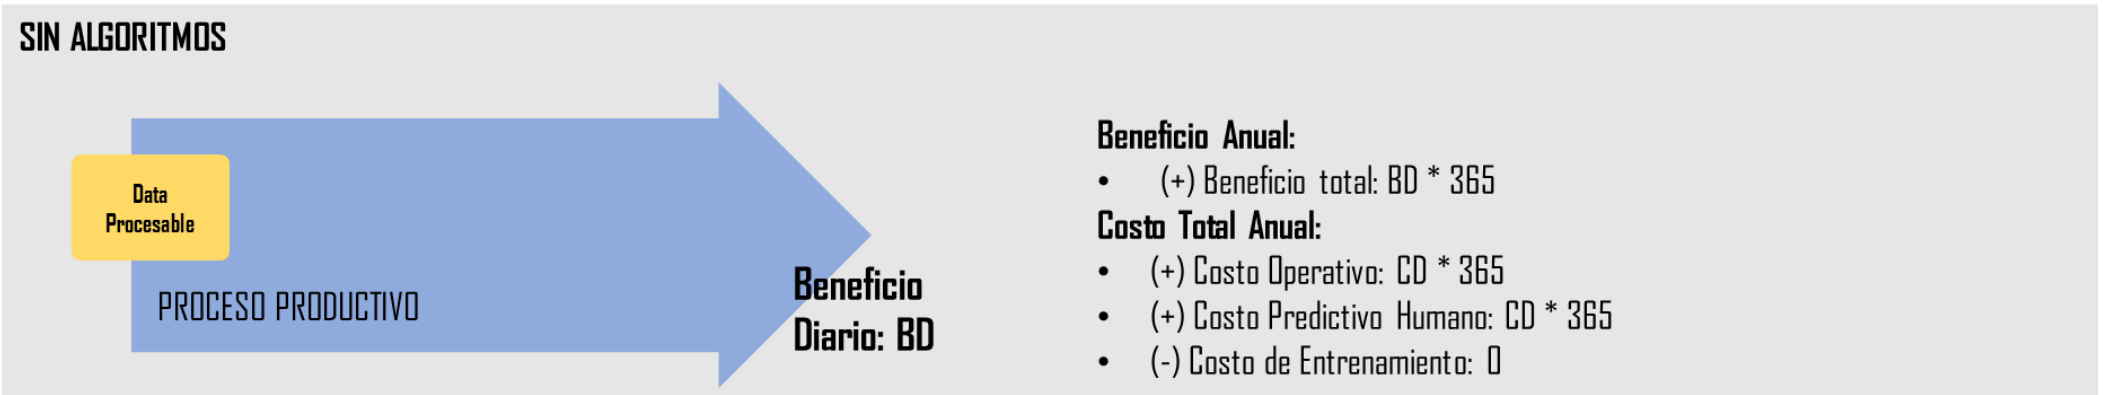 SIN ALGORITMOS
Data
Procesable
PROCESO PRODUCTIVO
Beneficio
Diario: BD
Beneficio Anual:
• (+) Beneficio total: BD * 365
Costo Total Anual:
• (+) Costo Operativo: CD * 365
• (+) Costo Predictivo Humano: CD * 365
• (-) Costo de Entrenamiento: 0